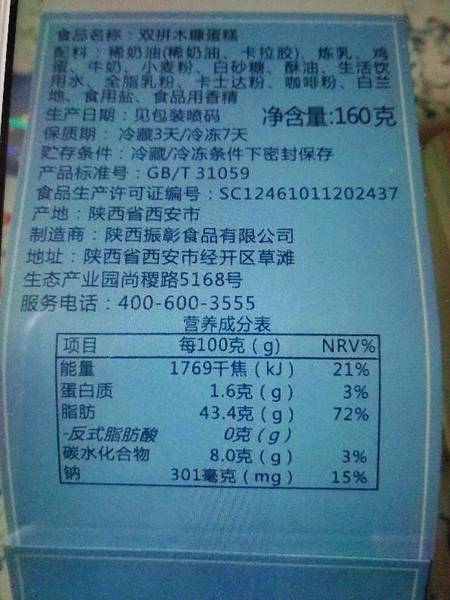 食品名称：双拼木糠蛋糕
配料：稀奶油(稀奶油、卡拉胶)、炼乳、鸡
蛋、牛奶、小麦粉、白砂糖、酥油、生活饮
用水、全脂乳粉、卡士达粉、咖啡粉、白兰
地、食用盐、食品用香精
生产日期：见包装喷码 净含量:160克
保质期：冷藏3天/冷冻7天
贮存条件：冷藏/冷冻条件下密封保存
产品标准号：GB/T 31059
食品生产许可证编号：SC12461011202437
产地：陕西省西安市
制造商：陕西振彰食品有限公司
地址：陕西省西安市经开区草滩
生态产业园尚稷路5168号
服务电话：400-600-3555
营养成分表
项目 每100克（g） NRV%
能量 1769千焦（kJ） 21%
蛋白质 1.6克（g） 3%
脂肪 43.4克（g） 72%
-反式脂肪酸 0克（g）
碳水化合物 8.0克（g） 3%
钠 301毫克（mg） 15%